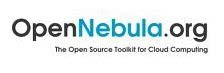 OpenNebula.org
The Open Source Toolkit for Cloud Computing